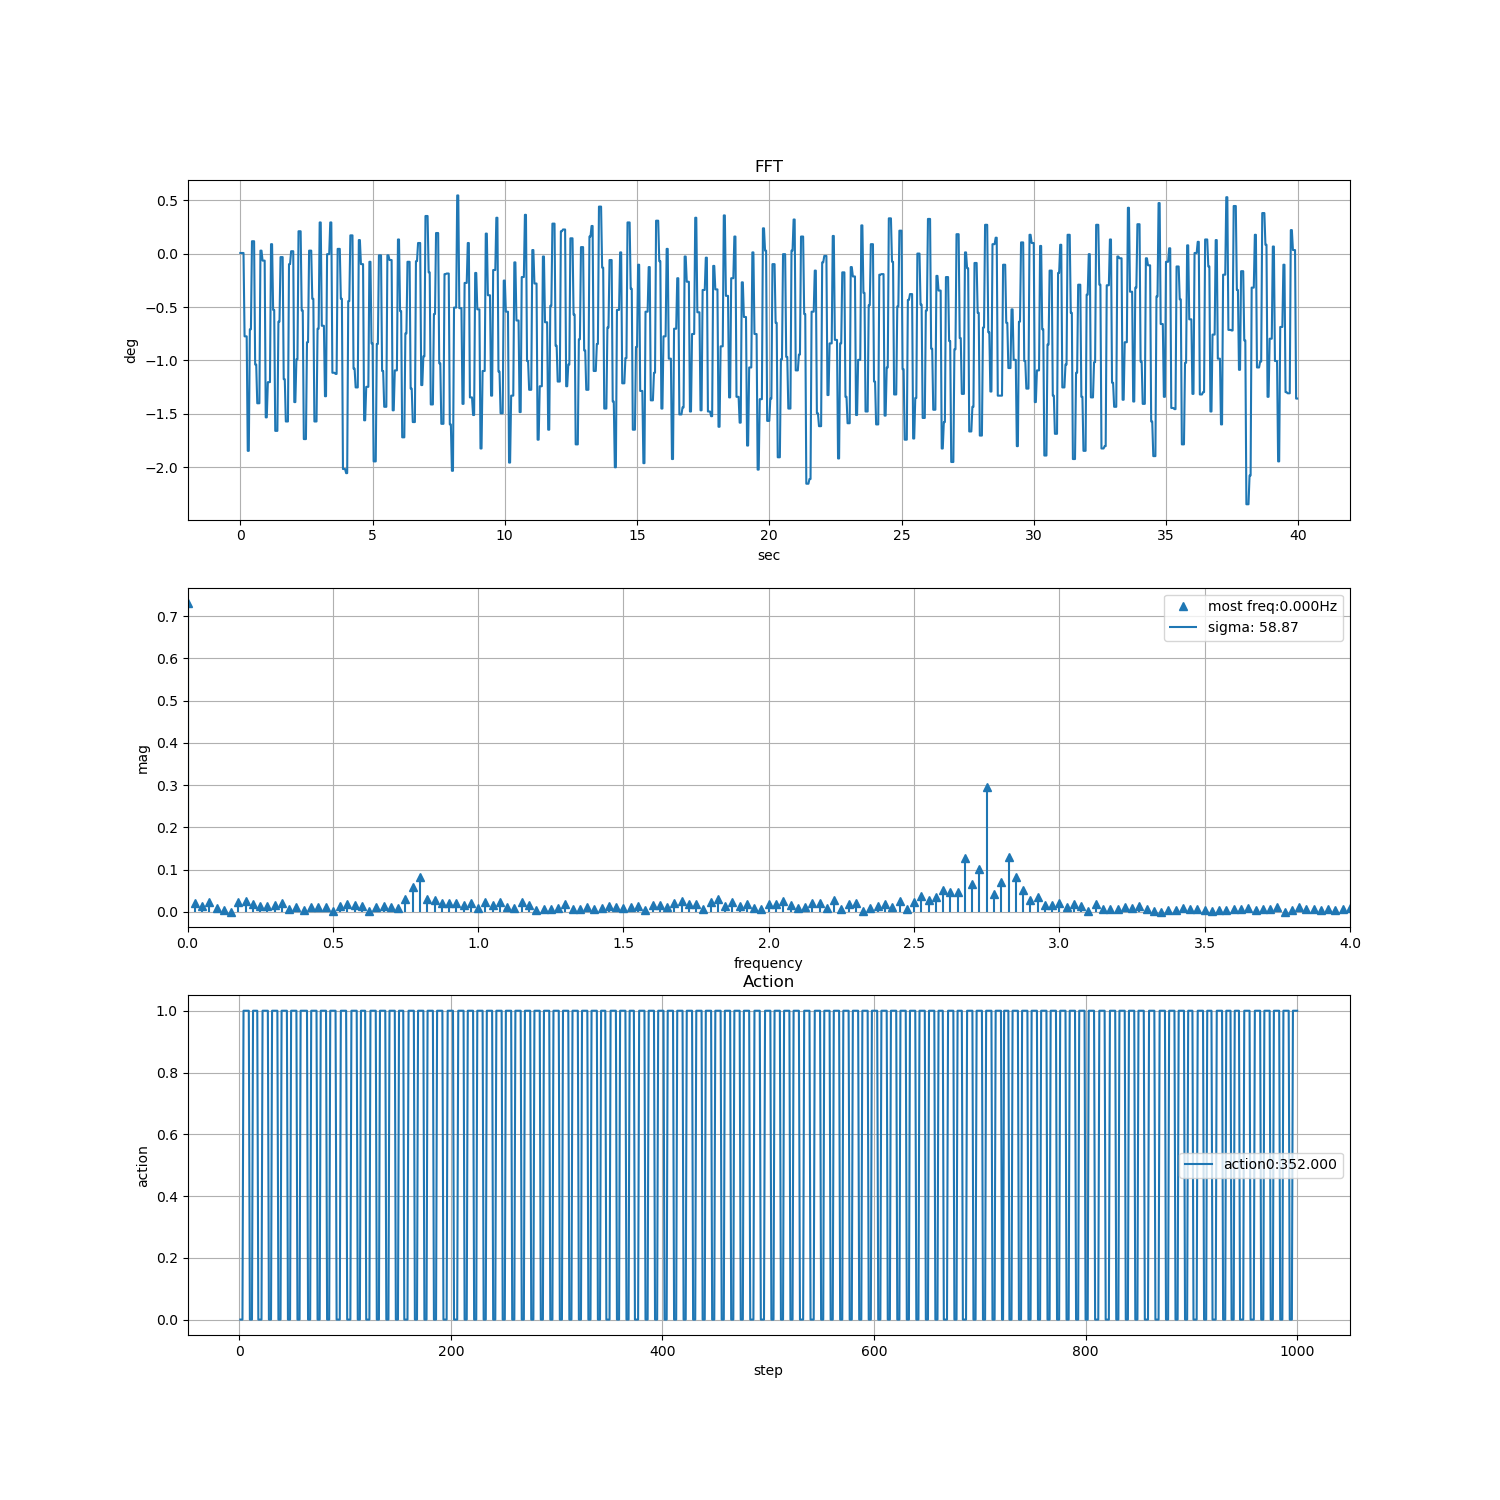 FFT
0.5
0.0
−0.5
−1.0
−1.5
−2.0
deg
0 5 10 15 20 25 30 35 40
sec
most freq:0.000Hz
sigma: 58.87
0.7
0.6
0.5
0.4
0.3
0.2
0.1
0.0
mag
0.0 0.5 1.0 1.5 2.0 2.5 3.0 3.5 4.0
frequency
Action
1.0
0.8
0.6
0.4
0.2
0.0
action
action0:352.000
0 200 400 600 800 1000
step